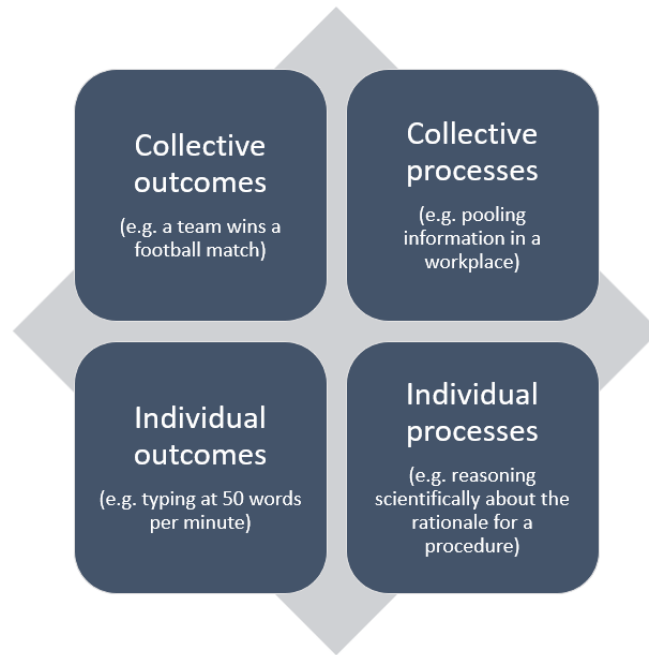 Collective
outcomes
(e.g. a team wins a
football match)
Collective
processes
(e.g. pooling
information in a
workplace)
Individual
outcomes
(e.g. typing at 50 words
per minute)
Individual
processes
(e.g. reasoning
scientifically about the
rationale for a
procedure)